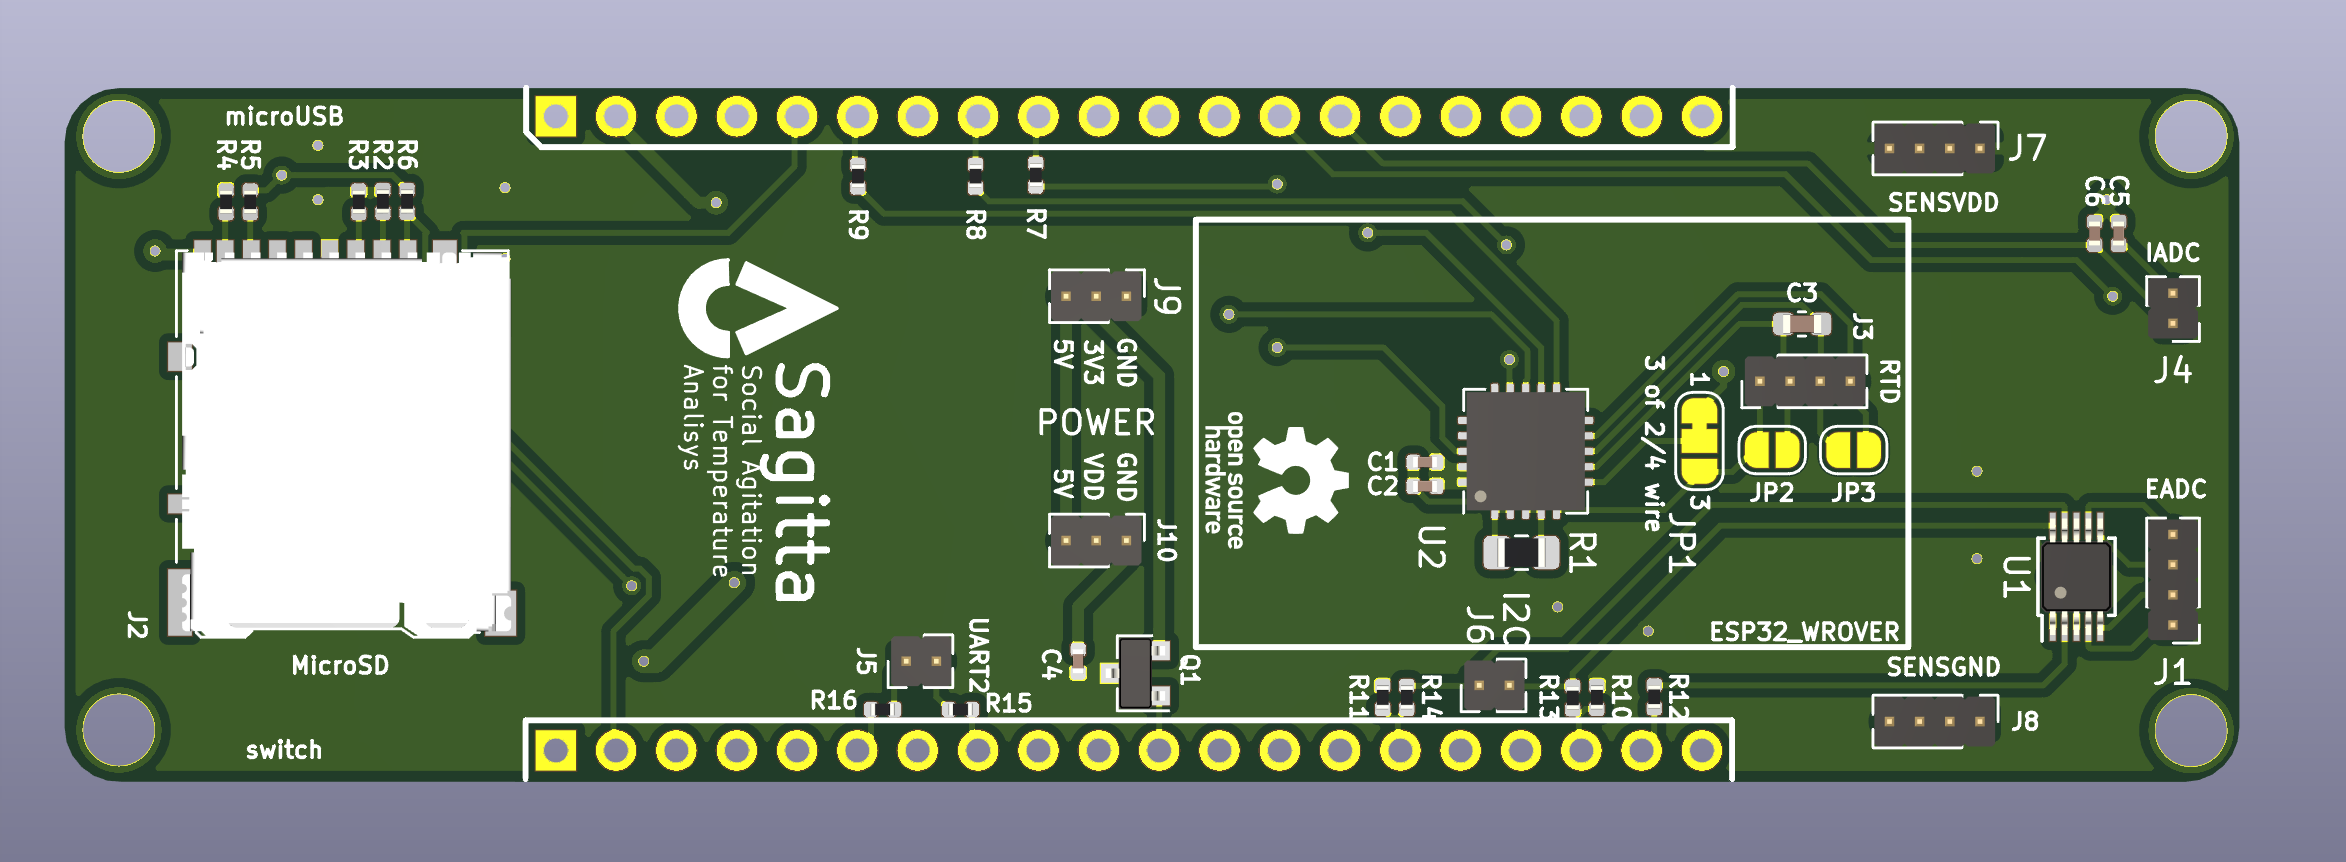 microUSB
R4
R5
R3
R2
R6
R9
R8
R7
J7
SENSVDD
C6
C5
IADC
J4
J9
5V
3V3
GND
POWER
5V
VDD
GND
J10
Sagitta
Social Agitation
for Temperature
Analisys
open source
hardware
C1
C2
U2
R1
C3
J3
RTD
1
3 of 2/4 wire
3
JP1
JP2
JP3
EADC
U1
J1
I2C
J6
ESP32_WROVER
SENSGND
J8
J2
MicroSD
switch
J5
UART2
R16
R15
C4
Q1
R11
R14
R13
R10
R12